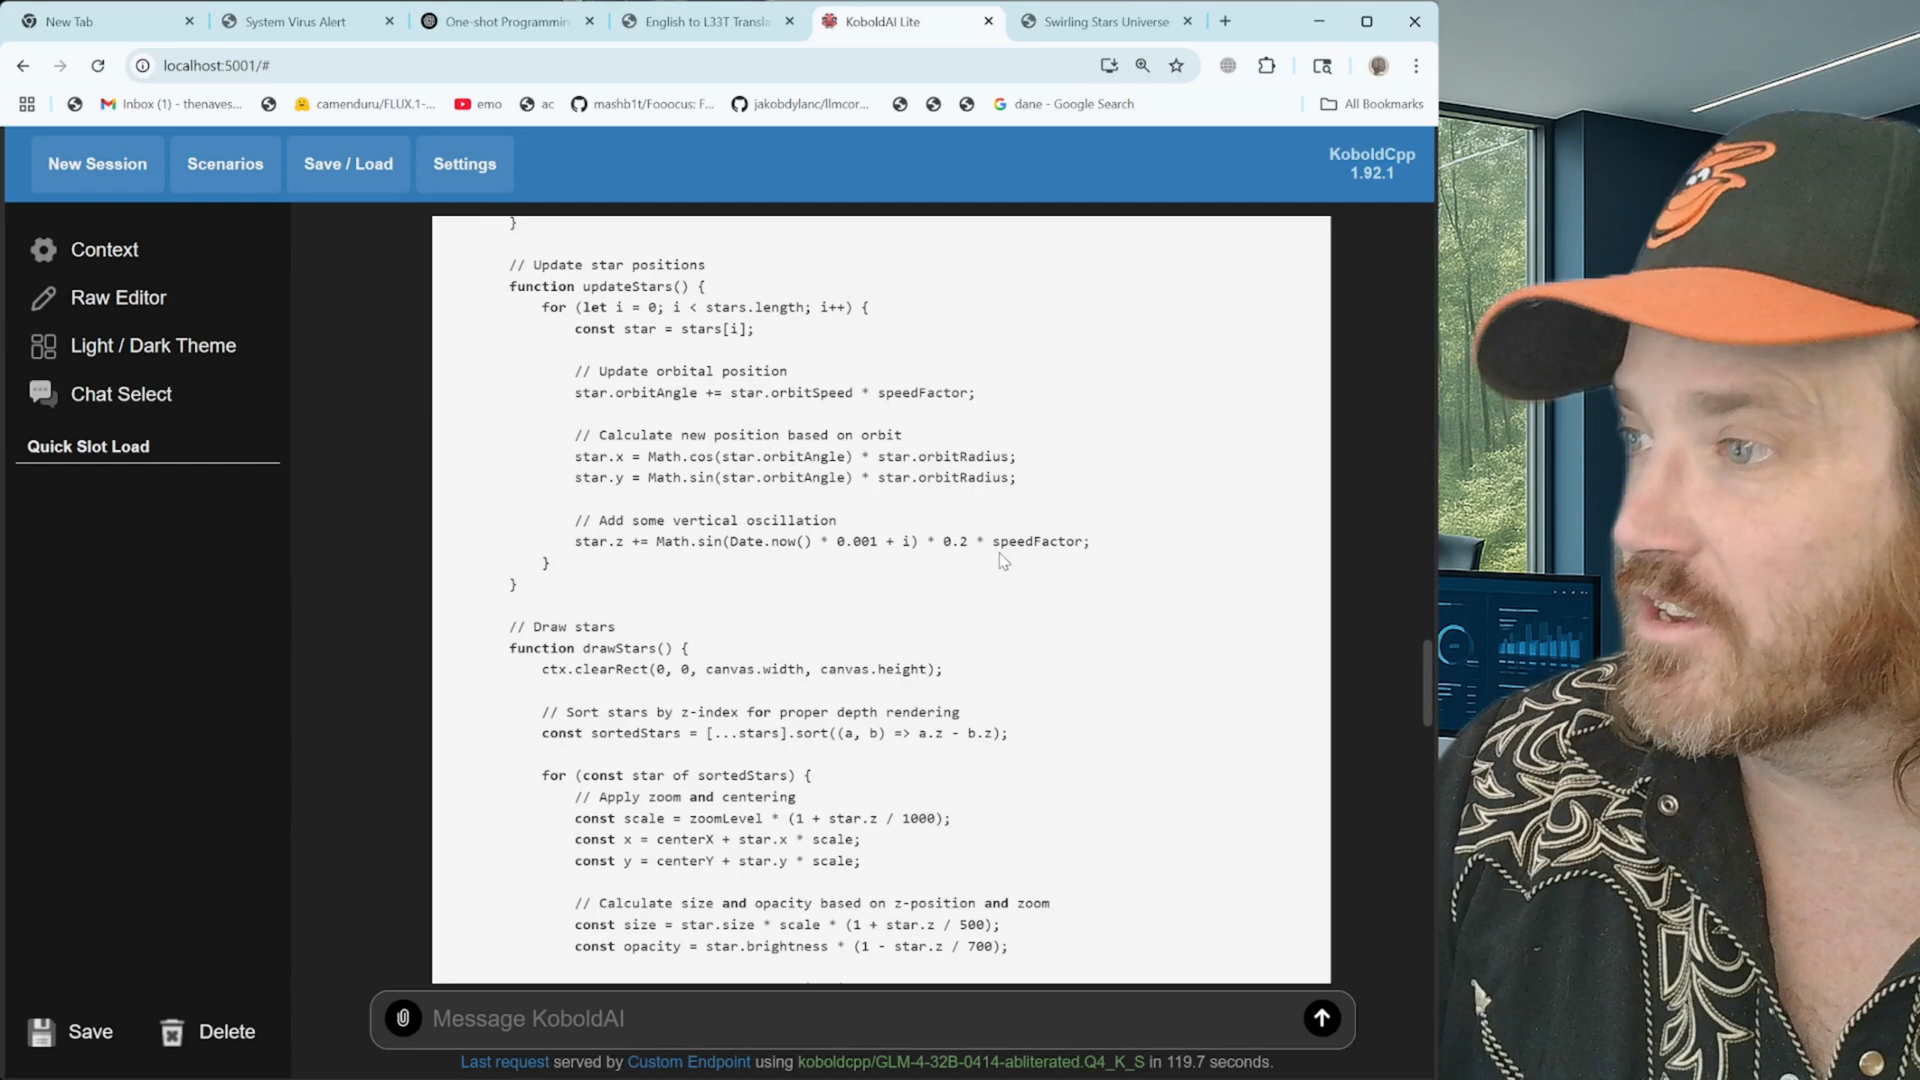 New Tab
System Virus Alert
One-shot Programmin
English to L33T Transla
KoboldAI Lite
Swirling Stars Universe
localhost:5001/#
Inbox (1) - thenaves...
camenduru/FLUX.1-...
emo
ac
mashb1t/Fooocus: F...
jakobdylanc/llmcor...
dane - Google Search
All Bookmarks
New Session
Scenarios
Save / Load
Settings
KoboldCpp
1.92.1
Context
Raw Editor
Light / Dark Theme
Chat Select
Quick Slot Load
}
// Update star positions
function updateStars() {
for (let i = 0; i < stars.length; i++) {
const star = stars[i];
// Update orbital position
star.orbitAngle += star.orbitSpeed * speedFactor;
// Calculate new position based on orbit
star.x = Math.cos(star.orbitAngle) * star.orbitRadius;
star.y = Math.sin(star.orbitAngle) * star.orbitRadius;
// Add some vertical oscillation
star.z += Math.sin(Date.now() * 0.001 + i) * 0.2 * speedFactor;
}
}
// Draw stars
function drawStars() {
ctx.clearRect(0, 0, canvas.width, canvas.height);
// Sort stars by z-index for proper depth rendering
const sortedStars = [...stars].sort((a, b) => a.z - b.z);
for (const star of sortedStars) {
// Apply zoom and centering
const scale = zoomLevel * (1 + star.z / 1000);
const x = centerX + star.x * scale;
const y = centerY + star.y * scale;
// Calculate size and opacity based on z-position and zoom
const size = star.size * scale * (1 + star.z / 500);
const opacity = star.brightness * (1 - star.z / 700);
Message KoboldAI
Save
Delete
Last request served by Custom Endpoint using koboldcpp/GLM-4-32B-0414-abliterated.Q4_K_S in 119.7 seconds.